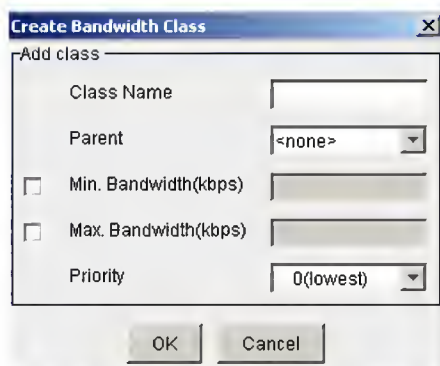 Create Bandwidth Class
Add class
Class Name
Parent
<none>
Min. Bandwidth(kbps)
Max. Bandwidth(kbps)
Priority
0(lowest)
OK
Cancel